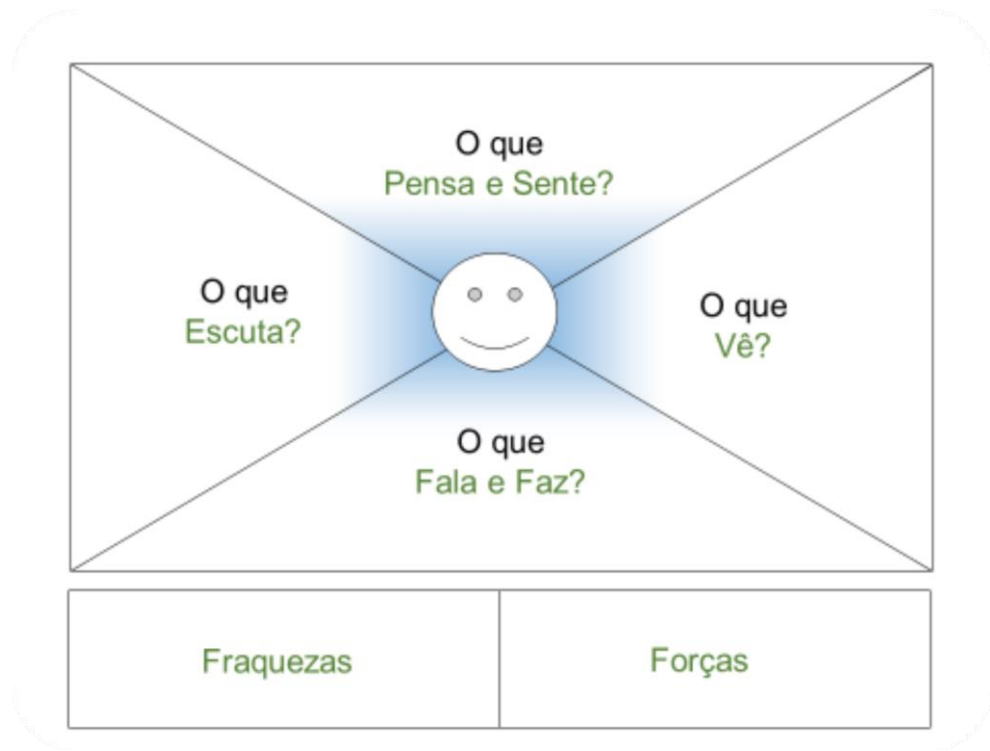 O que
Pensa e Sente?
O que
Escuta?
O que
Vê?
O que
Fala e Faz?
Fraquezas
Forças